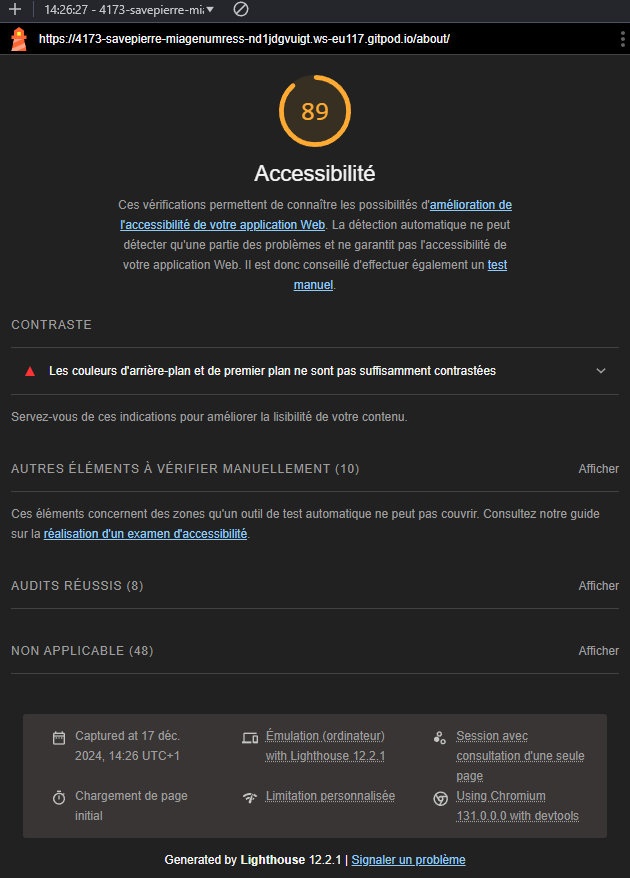 14:26:27 - 4173-savepierre-mia
https://4173-savepierre-miagenumress-nd1jdgvuigt.ws-eu117.gitpod.io/about/
89
Accessibilité
Ces vérifications permettent de connaître les possibilités d'amélioration de
l'accessibilité de votre application Web. La détection automatique ne peut
détecter qu'une partie des problèmes et ne garantit pas l'accessibilité de
votre application Web. Il est donc conseillé d'effectuer également un test
manuel.
CONTRASTE
Les couleurs d'arrière-plan et de premier plan ne sont pas suffisamment contrastées
Servez-vous de ces indications pour améliorer la lisibilité de votre contenu.
AUTRES ÉLÉMENTS À VÉRIFIER MANUELLEMENT (10)
Afficher
Ces éléments concernent des zones qu'un outil de test automatique ne peut pas couvrir. Consultez notre guide
sur la réalisation d'un examen d'accessibilité.
AUDITS RÉUSSIS (8)
Afficher
NON APPLICABLE (48)
Afficher
Captured at 17 déc.
2024, 14:26 UTC+1
Émulation (ordinateur)
with Lighthouse 12.2.1
Session avec
consultation d'une seule
page
Chargement de page
initial
Limitation personnalisée
Using Chromium
131.0.0.0 with devtools
Generated by Lighthouse 12.2.1 | Signaler un problème